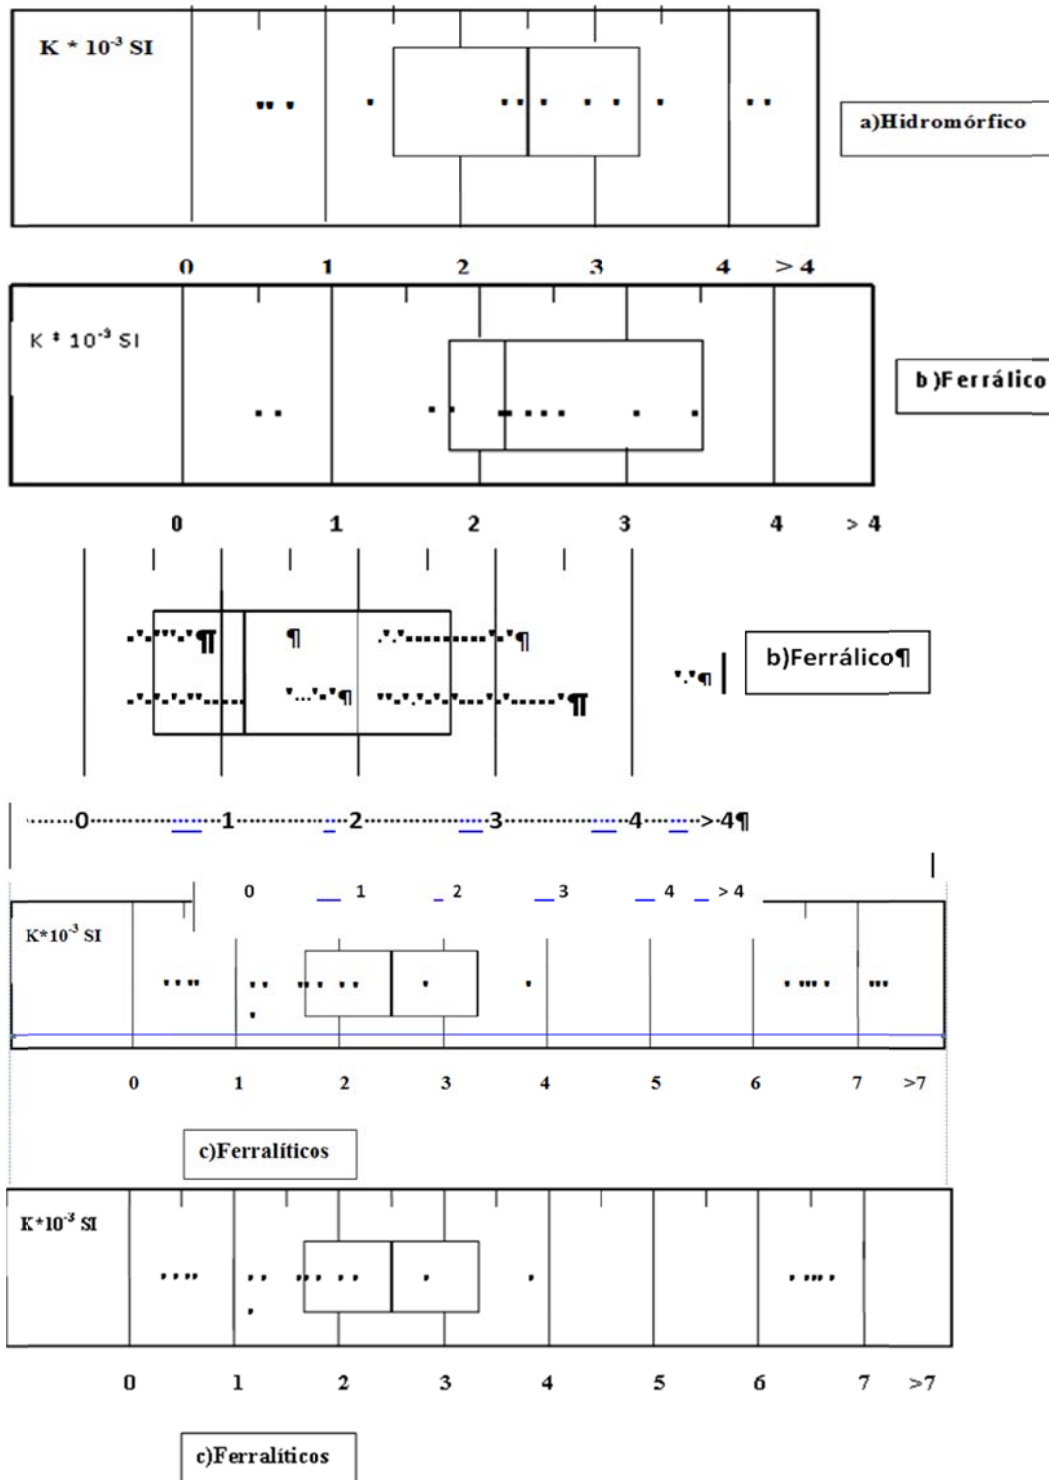 K * 10⁻³ SI
a)Hidromórfico
0 1 2 3 4 > 4
K * 10⁻³ SI
b)Ferrálico
0 1 2 3 4 > 4
¶ ¶ ¶
b)Ferrálico¶
¶
¶ ¶
0 1 2 3 4 >4¶
0 1 2 3 4 > 4
K*10⁻³ SI
0 1 2 3 4 5 6 7 >7
c)Ferralíticos
K*10⁻³ SI
0 1 2 3 4 5 6 7 >7
c)Ferralíticos